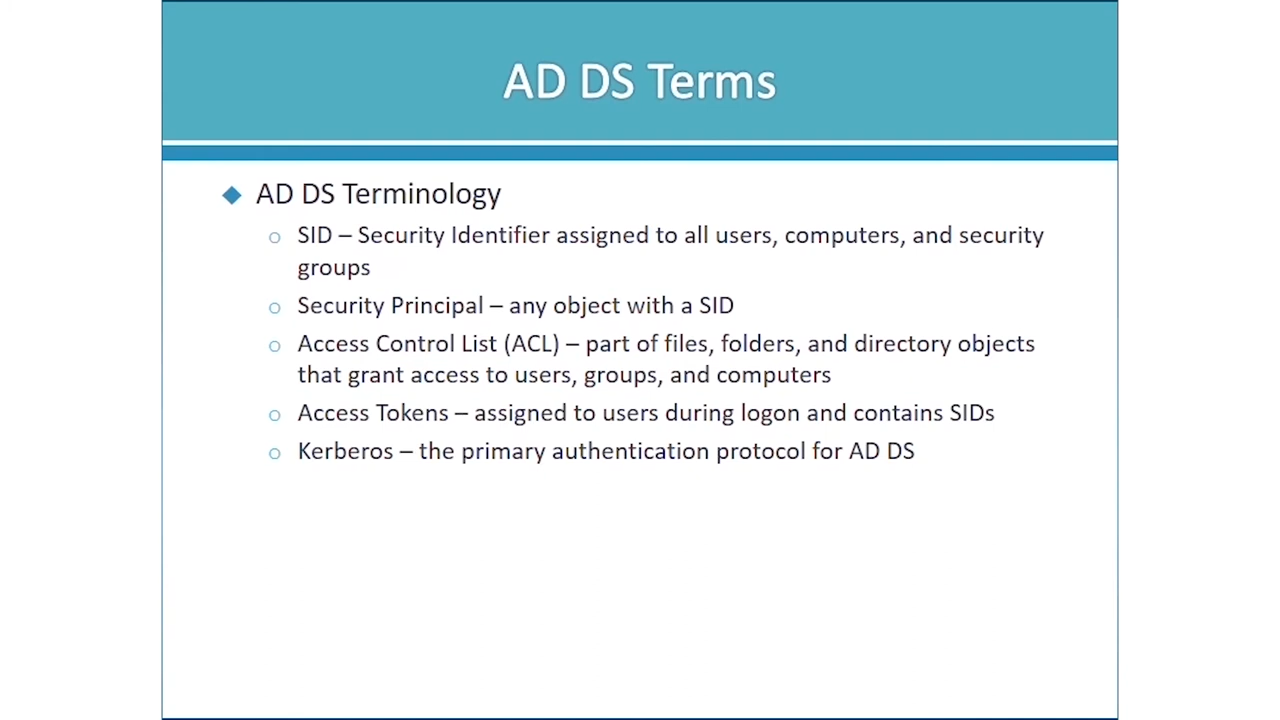 AD DS Terms
AD DS Terminology
SID – Security Identifier assigned to all users, computers, and security
groups
Security Principal – any object with a SID
Access Control List (ACL) – part of files, folders, and directory objects
that grant access to users, groups, and computers
Access Tokens – assigned to users during logon and contains SIDs
Kerberos – the primary authentication protocol for AD DS